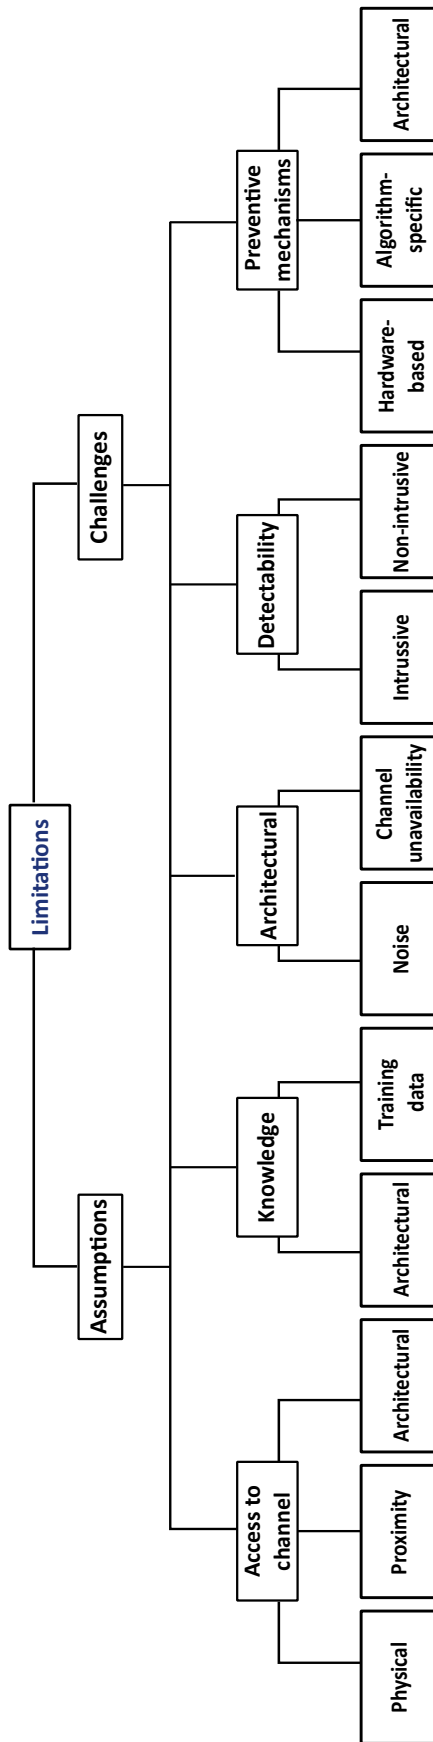 Limitations
Assumptions
Challenges
Access to
channel
Knowledge
Architectural
Detectability
Preventive
mechanisms
Physical
Proximity
Architectural
Architectural
Training
data
Noise
Channel
unavailability
Intrussive
Non-intrusive
Hardware-
based
Algorithm-
specific
Architectural